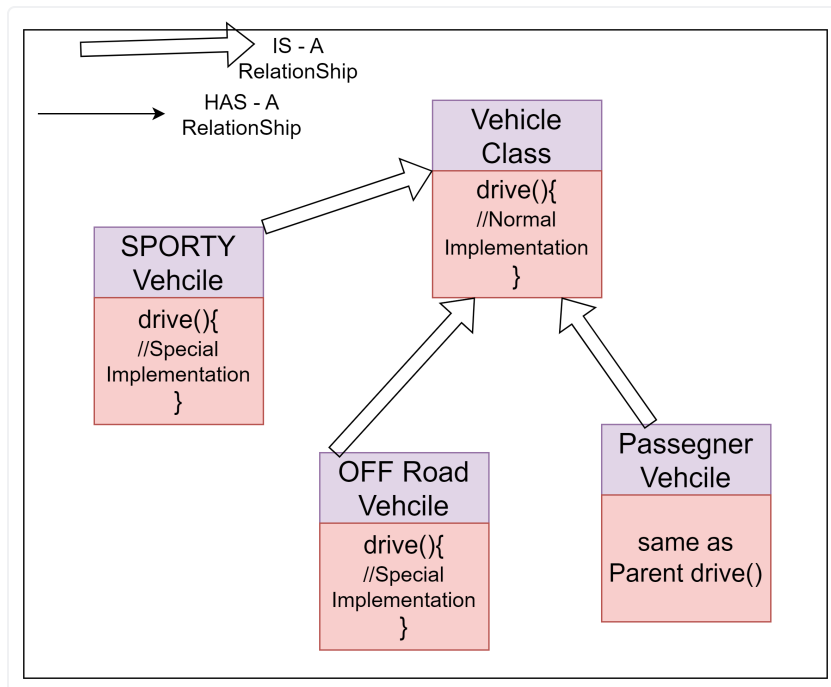 IS - A
RelationShip
HAS - A
RelationShip
Vehicle
Class
drive(){
//Normal
Implementation
}
SPORTY
Vehcile
drive(){
//Special
Implementation
}
OFF Road
Vehcile
drive(){
//Special
Implementation
}
Passegner
Vehcile
same as
Parent drive()